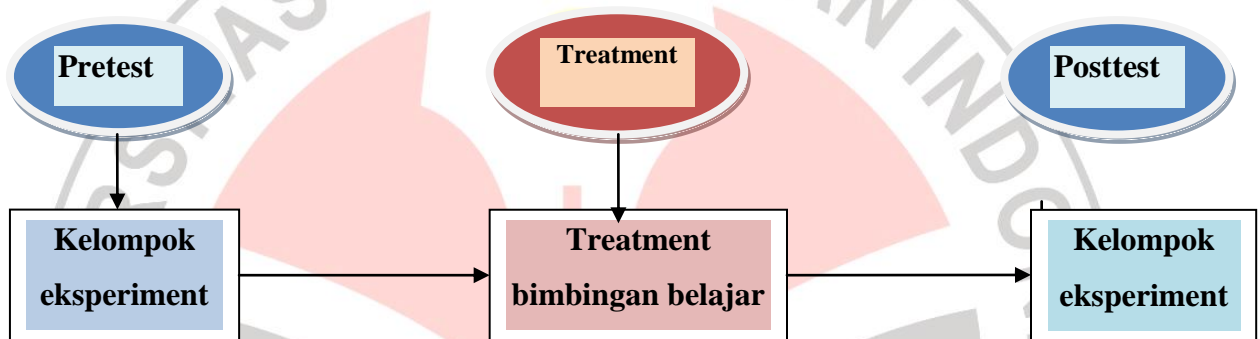 Pretest
Treatment
Posttest
Kelompok
eksperiment
Treatment
bimbingan belajar
Kelompok
eksperiment